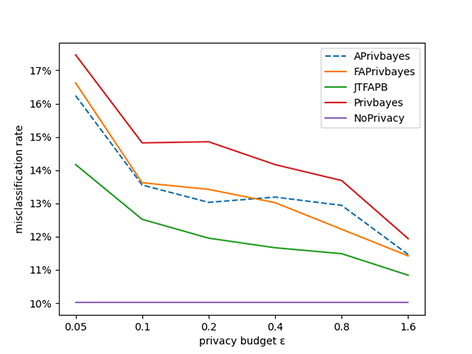 APrivbayes
FAPrivbayes
JTFAPB
Privbayes
NoPrivacy
misclassification rate
17%
16%
15%
14%
13%
12%
11%
10%
0.05 0.1 0.2 0.4 0.8 1.6
privacy budget ε